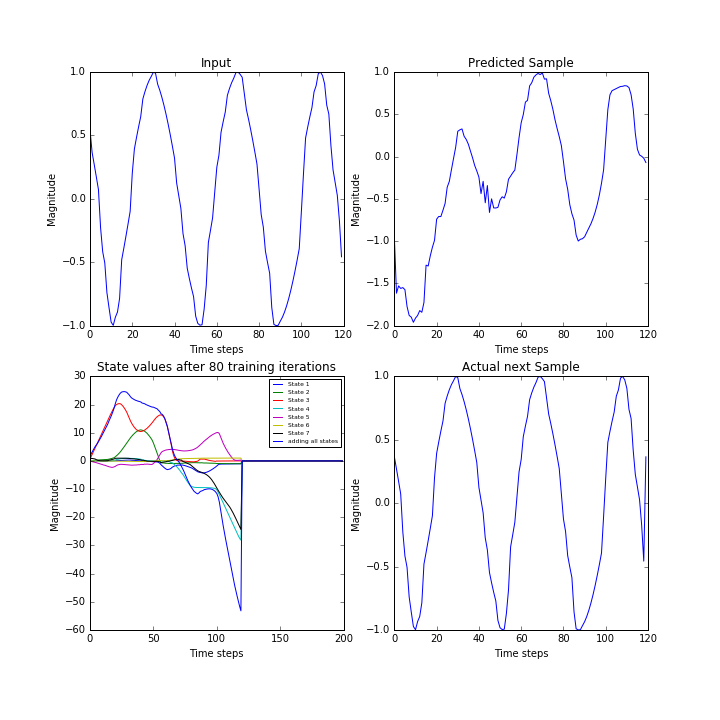 Input
1.0
0.5
0.0
−0.5
−1.0
Magnitude
0 20 40 60 80 100 120
Time steps
Predicted Sample
1.0
0.5
0.0
−0.5
−1.0
−1.5
−2.0
Magnitude
0 20 40 60 80 100 120
Time steps
State values after 80 training iterations
30
20
10
0
−10
−20
−30
−40
−50
−60
Magnitude
0 50 100 150 200
Time steps
State 1
State 2
State 3
State 4
State 5
State 6
State 7
adding all states
Actual next Sample
1.0
0.5
0.0
−0.5
−1.0
Magnitude
0 20 40 60 80 100 120
Time steps